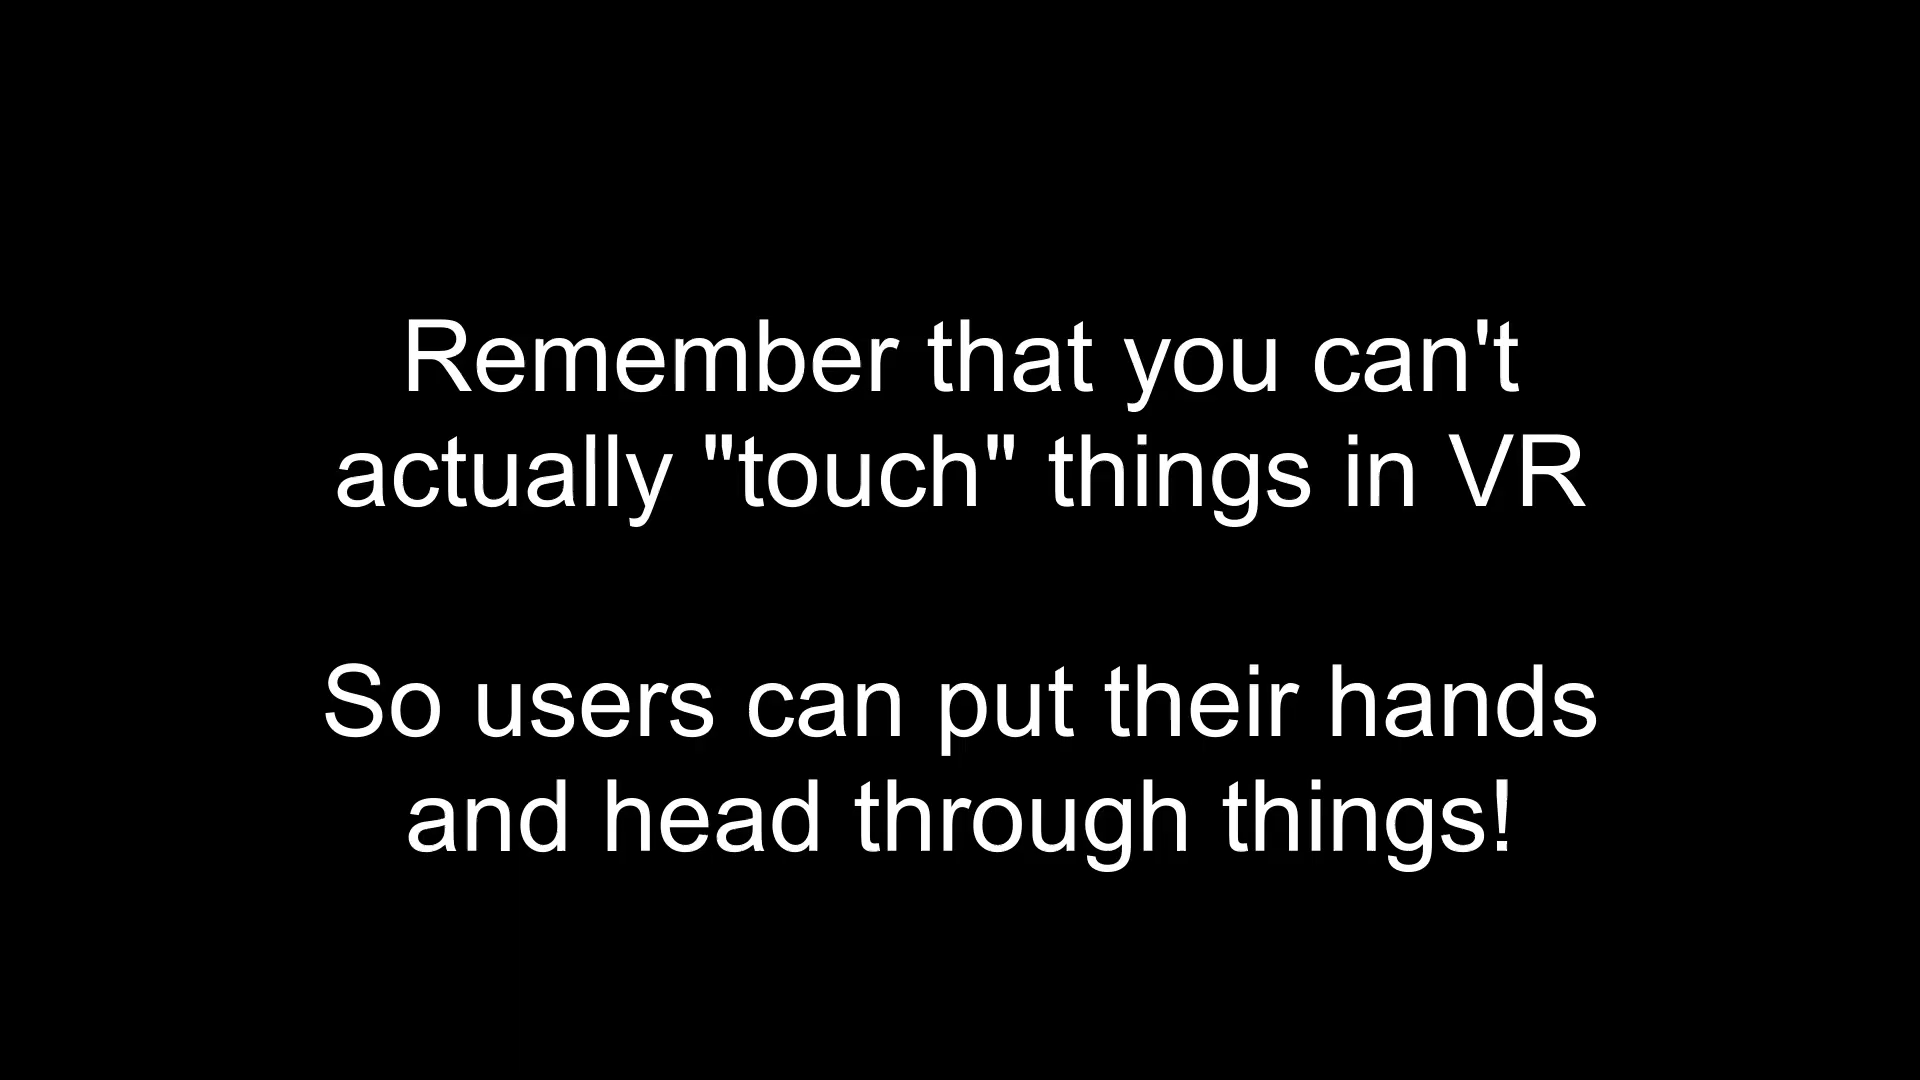 Remember that you can't
actually "touch" things in VR
So users can put their hands
and head through things!